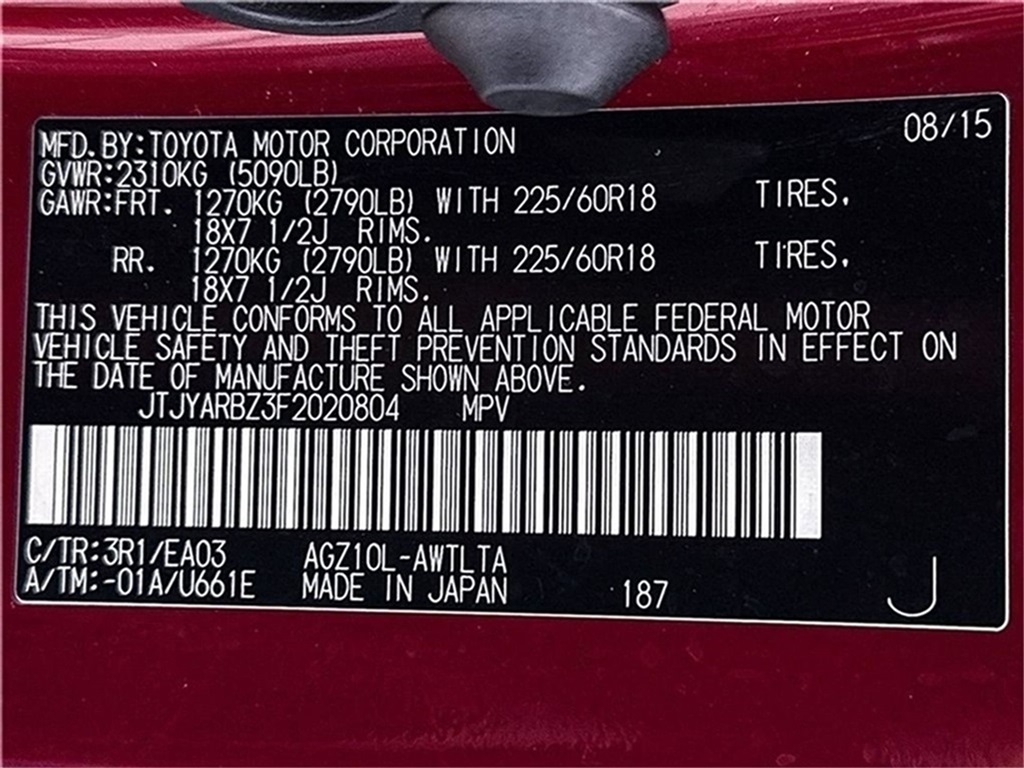 08/15
MFD.BY:TOYOTA MOTOR CORPORATION
GVWR:2310KG (5090LB)
GAWR:FRT. 1270KG (2790LB) WITH 225/60R18 TIRES.
18X7 1/2J RIMS.
RR. 1270KG (2790LB) WITH 225/60R18 TIRES.
18X7 1/2J RIMS.
THIS VEHICLE CONFORMS TO ALL APPLICABLE FEDERAL MOTOR
VEHICLE SAFETY AND THEFT PREVENTION STANDARDS IN EFFECT ON
THE DATE OF MANUFACTURE SHOWN ABOVE.
JTJYARBZ3F2020804 MPV
C/TR:3R1/EA03 AGZ10L-AWTLTA
A/TM:-01A/U661E MADE IN JAPAN 187 J